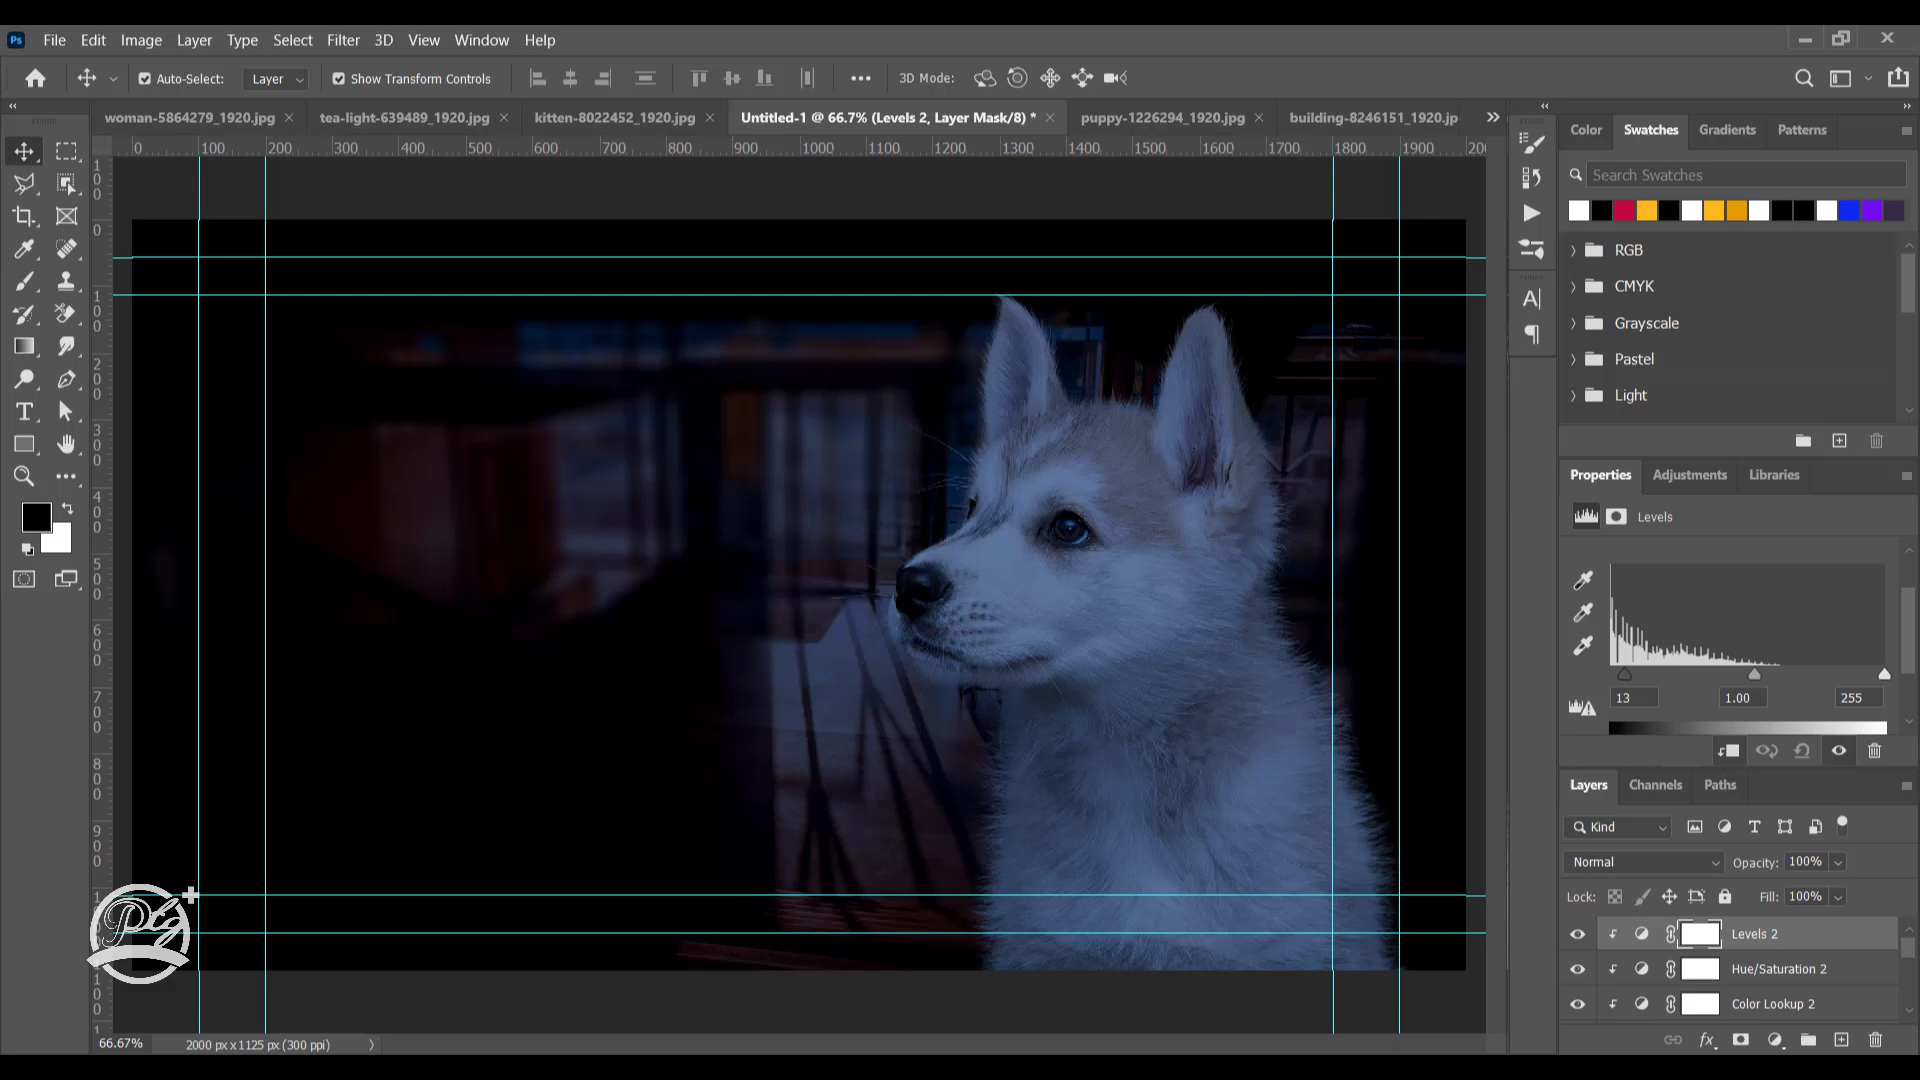 Ps File Edit Image Layer Type Select Filter 3D View Window Help
Auto-Select: Layer Show Transform Controls 3D Mode:
woman-5864279_1920.jpg tea-light-639489_1920.jpg kitten-8022452_1920.jpg Untitled-1 @ 66.7% (Levels 2, Layer Mask/8) * puppy-1226294_1920.jpg building-8246151_1920.jp
0 100 200 300 400 500 600 700 800 900 1000 1100 1200 1300 1400 1500 1600 1700 1800 1900 200
Color Swatches Gradients Patterns
Search Swatches
RGB
CMYK
Grayscale
Pastel
Light
Properties Adjustments Libraries
Levels
13 1.00 255
Layers Channels Paths
Kind
Normal Opacity: 100%
Lock: Fill: 100%
Levels 2
Hue/Saturation 2
Color Lookup 2
66.67% 2000 px x 1125 px (300 ppi)